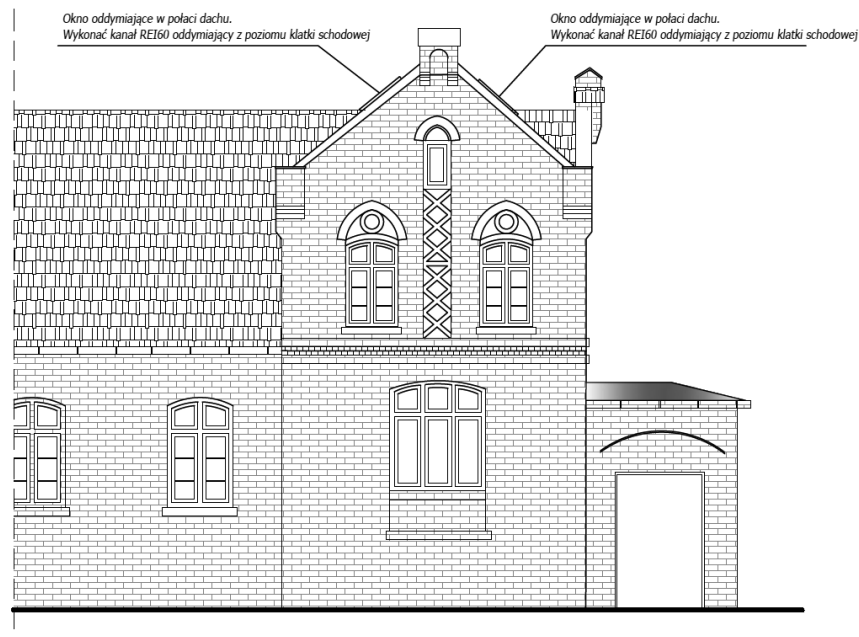 Okno oddymiające w połaci dachu.
Wykonać kanał REI60 oddymiający z poziomu klatki schodowej
Okno oddymiające w połaci dachu.
Wykonać kanał REI60 oddymiający z poziomu klatki schodowej